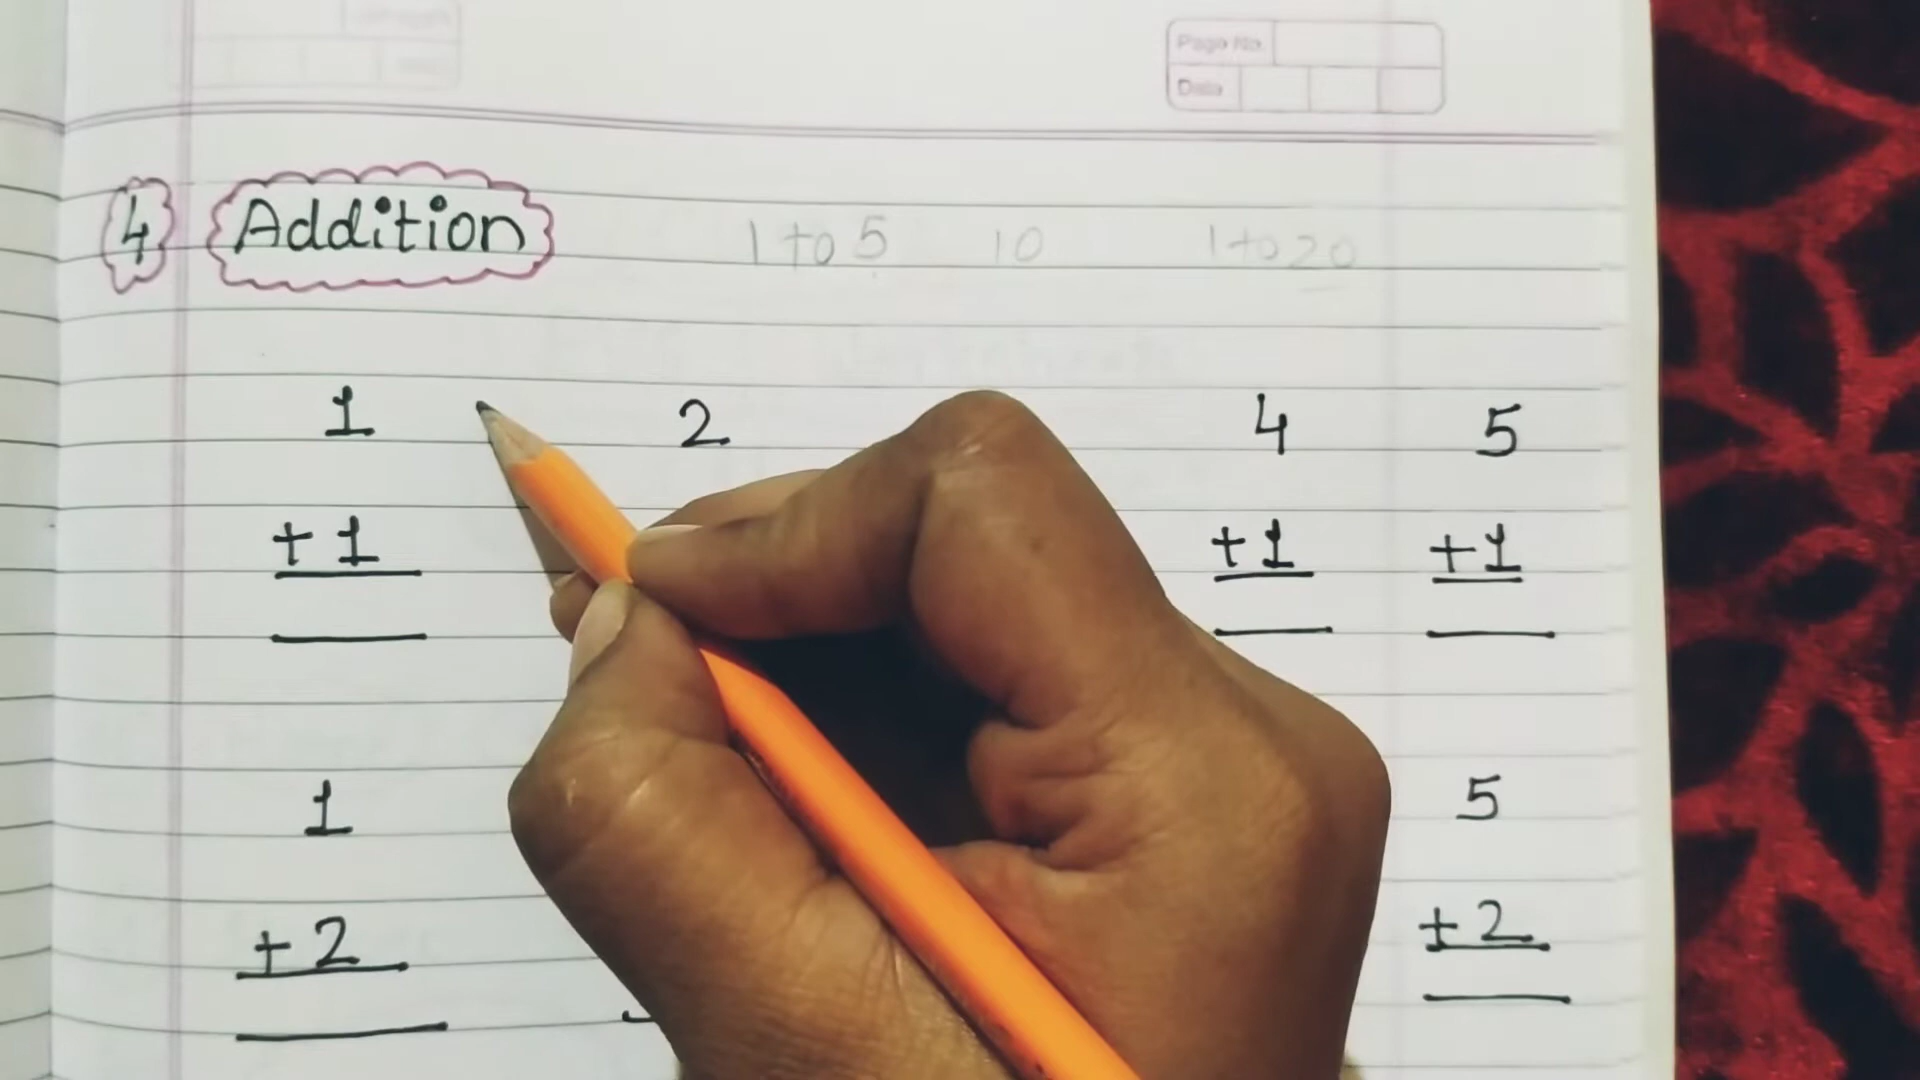 Page No.
Date
4 Addition 1 to 5 10 1 to 20
1 2 4 5
+1 +1 +1
1 5
+2 +2